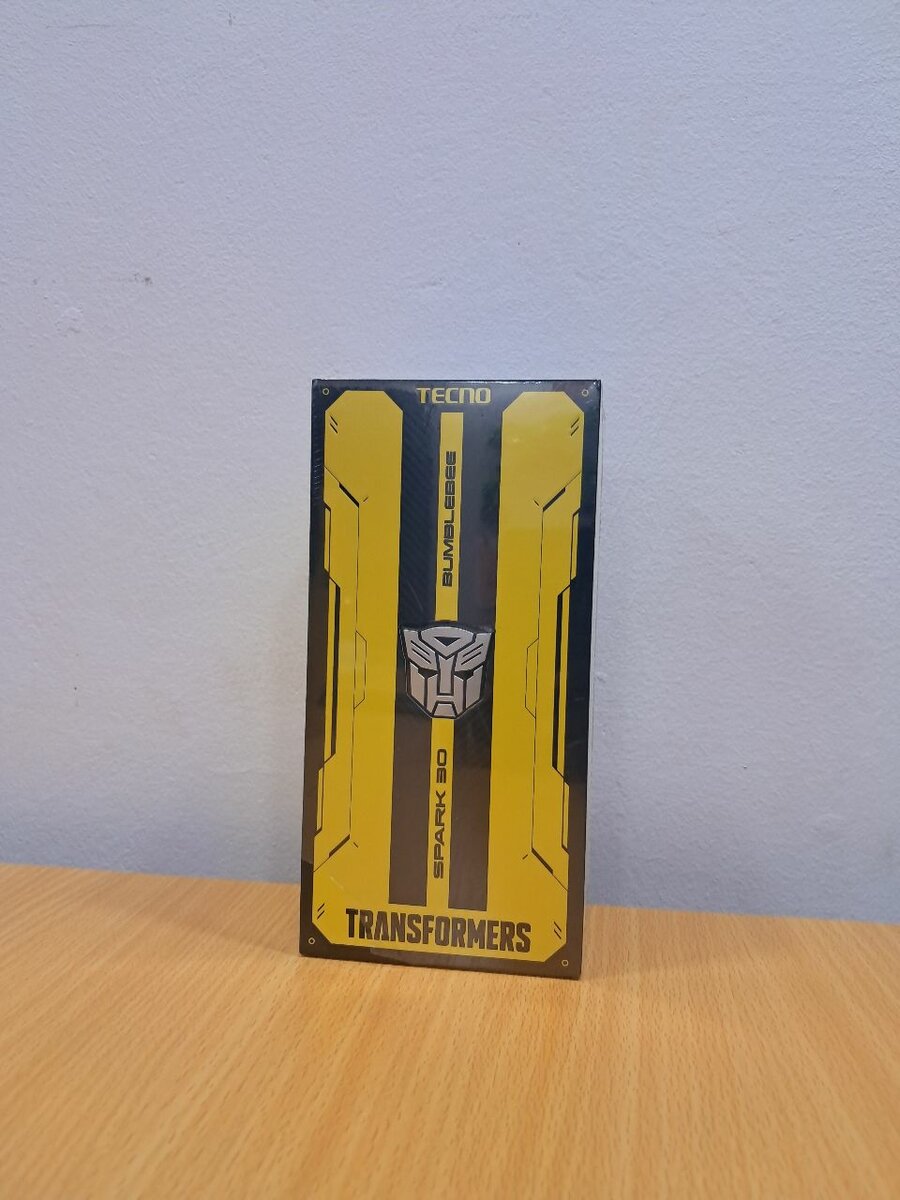 TECNO
BUMBLEBEE
SPARK 30
TRANSFORMERS